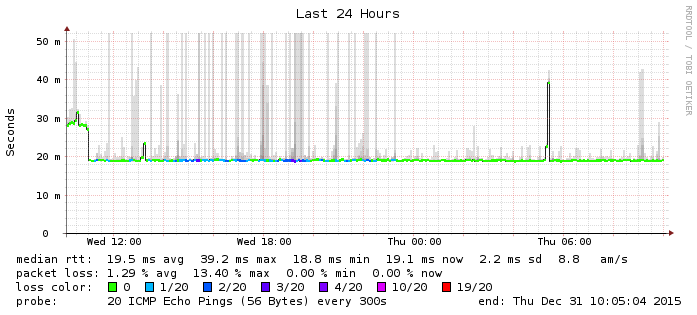 Last 24 Hours
RRDTOOL / TOBI OETIKER
Seconds
50 m
40 m
30 m
20 m
10 m
0
Wed 12:00 Wed 18:00 Thu 00:00 Thu 06:00
median rtt: 19.5 ms avg 39.2 ms max 18.8 ms min 19.1 ms now 2.2 ms sd 8.8 am/s
packet loss: 1.29 % avg 13.40 % max 0.00 % min 0.00 % now
loss color: 0 1/20 2/20 3/20 4/20 10/20 19/20
probe: 20 ICMP Echo Pings (56 Bytes) every 300s end: Thu Dec 31 10:05:04 2015